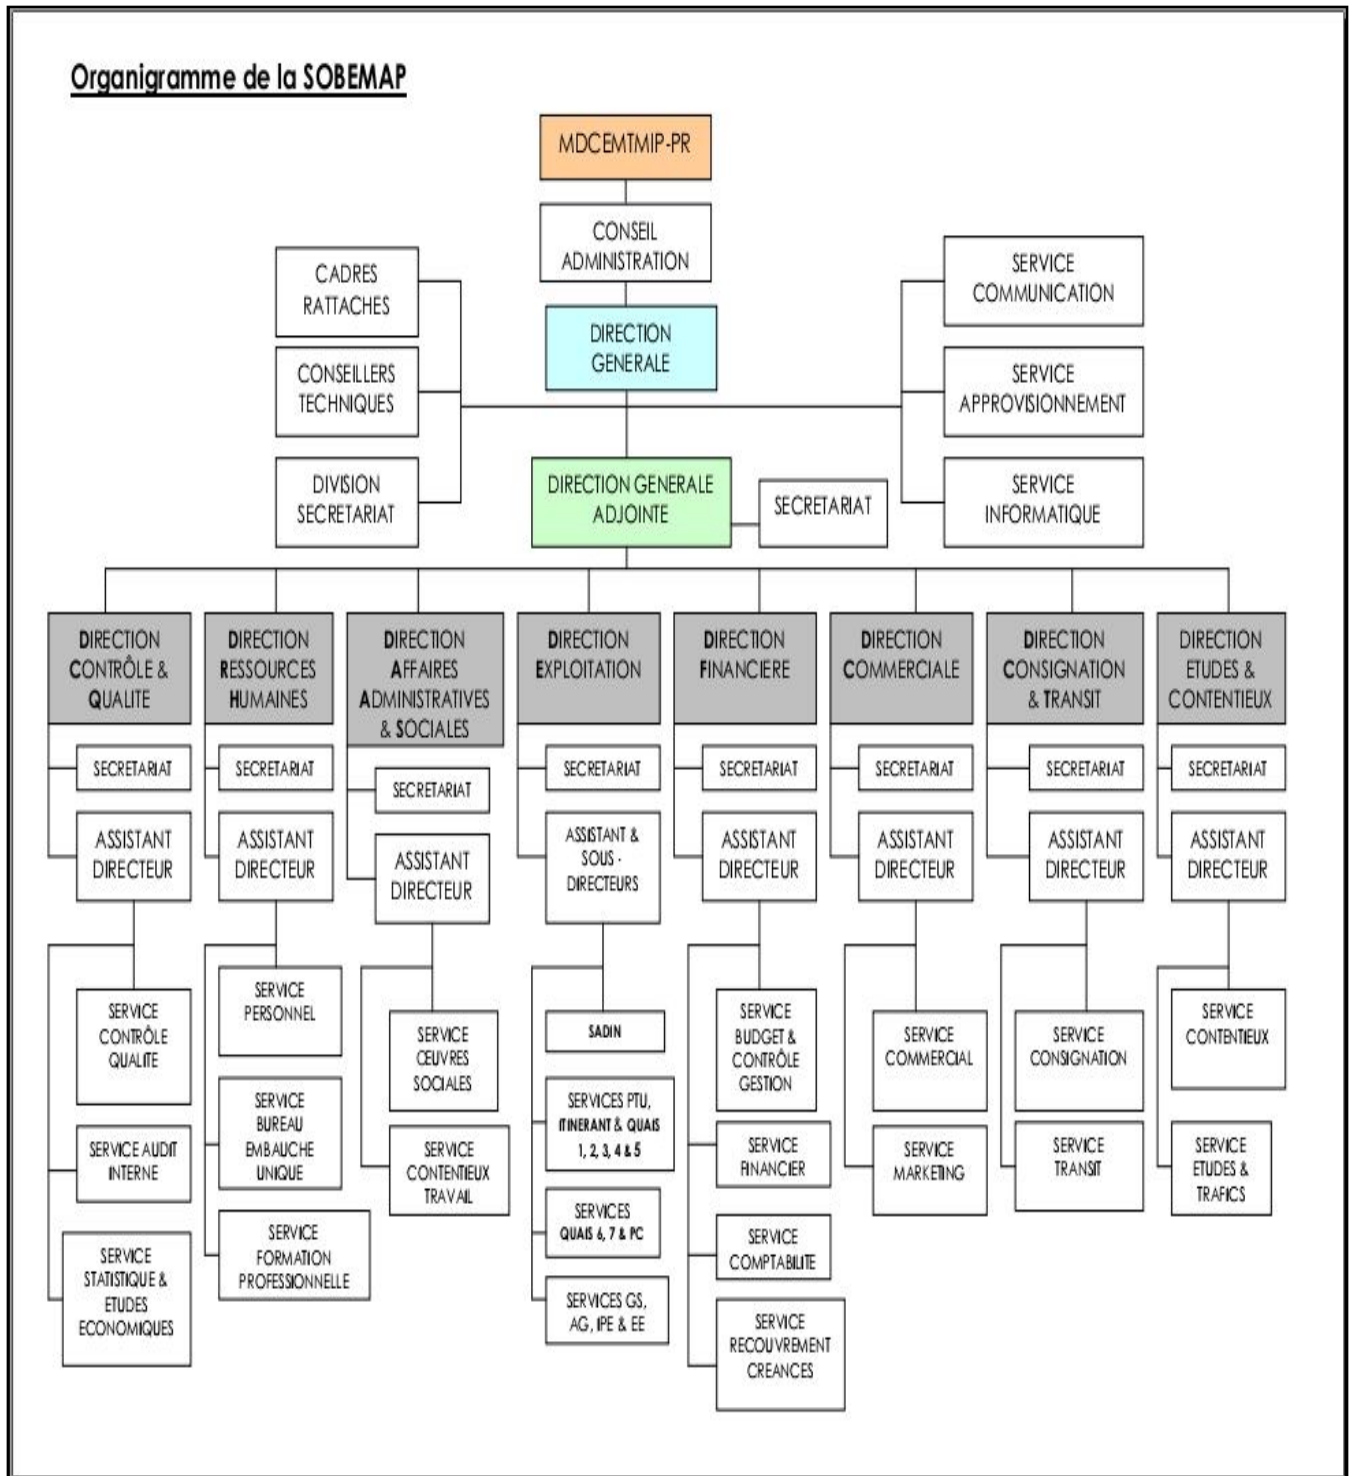 Organigramme de la SOBEMAP
MDCEMTMIP-PR
CONSEIL
ADMINISTRATION
DIRECTION
GENERALE
CADRES
RATTACHES
CONSEILLERS
TECHNIQUES
DIVISION
SECRETARIAT
SERVICE
COMMUNICATION
SERVICE
APPROVISIONNEMENT
SERVICE
INFORMATIQUE
DIRECTION GENERALE
ADJOINTE
SECRETARIAT
DIRECTION
CONTRÔLE &
QUALITE
SECRETARIAT
ASSISTANT
DIRECTEUR
SERVICE
CONTRÔLE
QUALITE
SERVICE AUDIT
INTERNE
SERVICE
STATISTIQUE &
ETUDES
ECONOMIQUES
DIRECTION
RESSOURCES
HUMAINES
SECRETARIAT
ASSISTANT
DIRECTEUR
SERVICE
PERSONNEL
SERVICE
BUREAU
EMBAUCHE
UNIQUE
SERVICE
FORMATION
PROFESSIONNELLE
DIRECTION
AFFAIRES
ADMINISTRATIVES
& SOCIALES
SECRETARIAT
ASSISTANT
DIRECTEUR
SERVICE
ŒUVRES
SOCIALES
SERVICE
CONTENTIEUX
TRAVAIL
DIRECTION
EXPLOITATION
SECRETARIAT
ASSISTANT &
SOUS -
DIRECTEURS
SADIN
SERVICES PTU,
ITINERANT & QUAIS
1, 2, 3, 4 & 5
SERVICES
QUAIS 6, 7 & PC
SERVICES GS,
AG, IPE & EE
DIRECTION
FINANCIERE
SECRETARIAT
ASSISTANT
DIRECTEUR
SERVICE
BUDGET &
CONTRÔLE
GESTION
SERVICE
FINANCIER
SERVICE
COMPTABILITE
SERVICE
RECOUVREMENT
CREANCES
DIRECTION
COMMERCIALE
SECRETARIAT
ASSISTANT
DIRECTEUR
SERVICE
COMMERCIAL
SERVICE
MARKETING
DIRECTION
CONSIGNATION
& TRANSIT
SECRETARIAT
ASSISTANT
DIRECTEUR
SERVICE
CONSIGNATION
SERVICE
TRANSIT
DIRECTION
ETUDES &
CONTENTIEUX
SECRETARIAT
ASSISTANT
DIRECTEUR
SERVICE
CONTENTIEUX
SERVICE
ETUDES &
TRAFICS